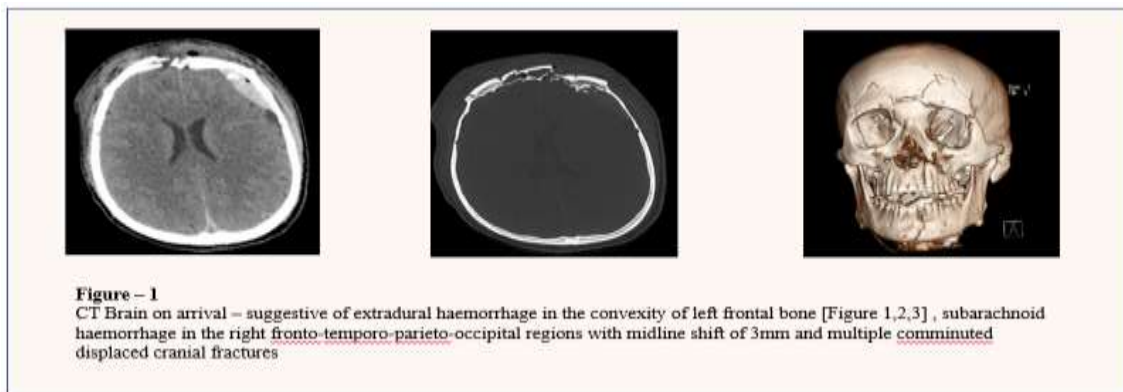 Figure – 1
CT Brain on arrival – suggestive of extradural haemorrhage in the convexity of left frontal bone [Figure 1,2,3] , subarachnoid
haemorrhage in the right fronto-temporo-parieto-occipital regions with midline shift of 3mm and multiple comminuted
displaced cranial fractures